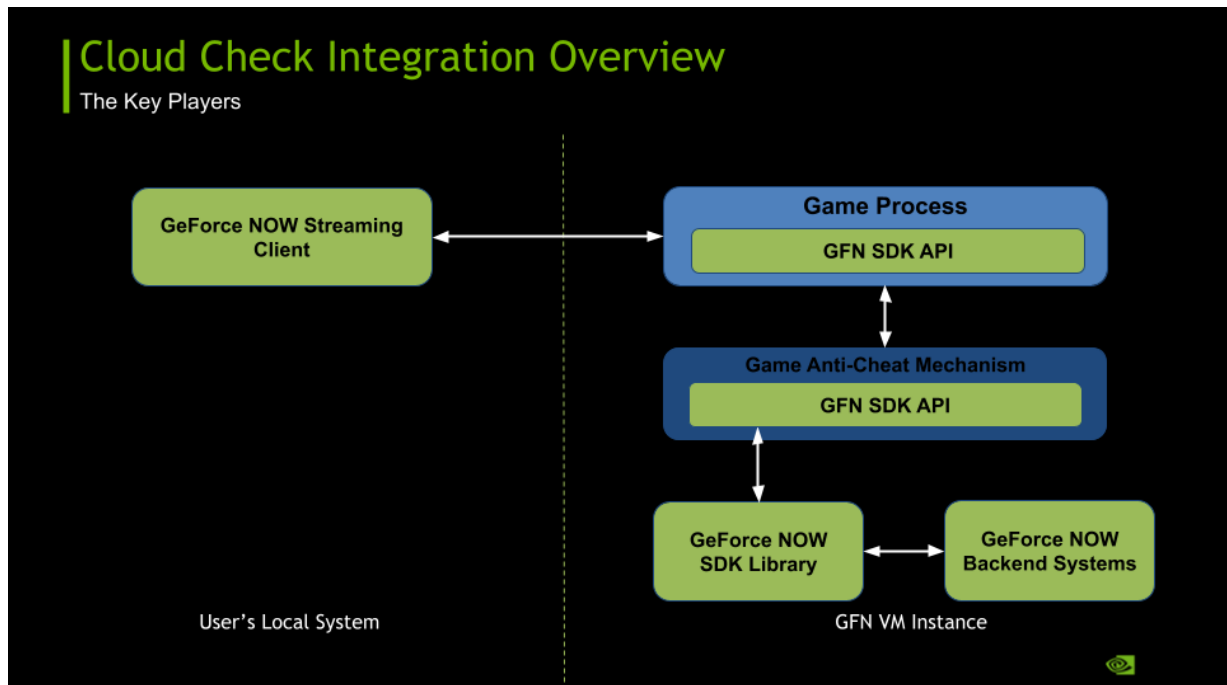 Cloud Check Integration Overview
The Key Players
GeForce NOW Streaming
Client
Game Process
GFN SDK API
Game Anti-Cheat Mechanism
GFN SDK API
GeForce NOW
SDK Library
GeForce NOW
Backend Systems
User’s Local System
GFN VM Instance